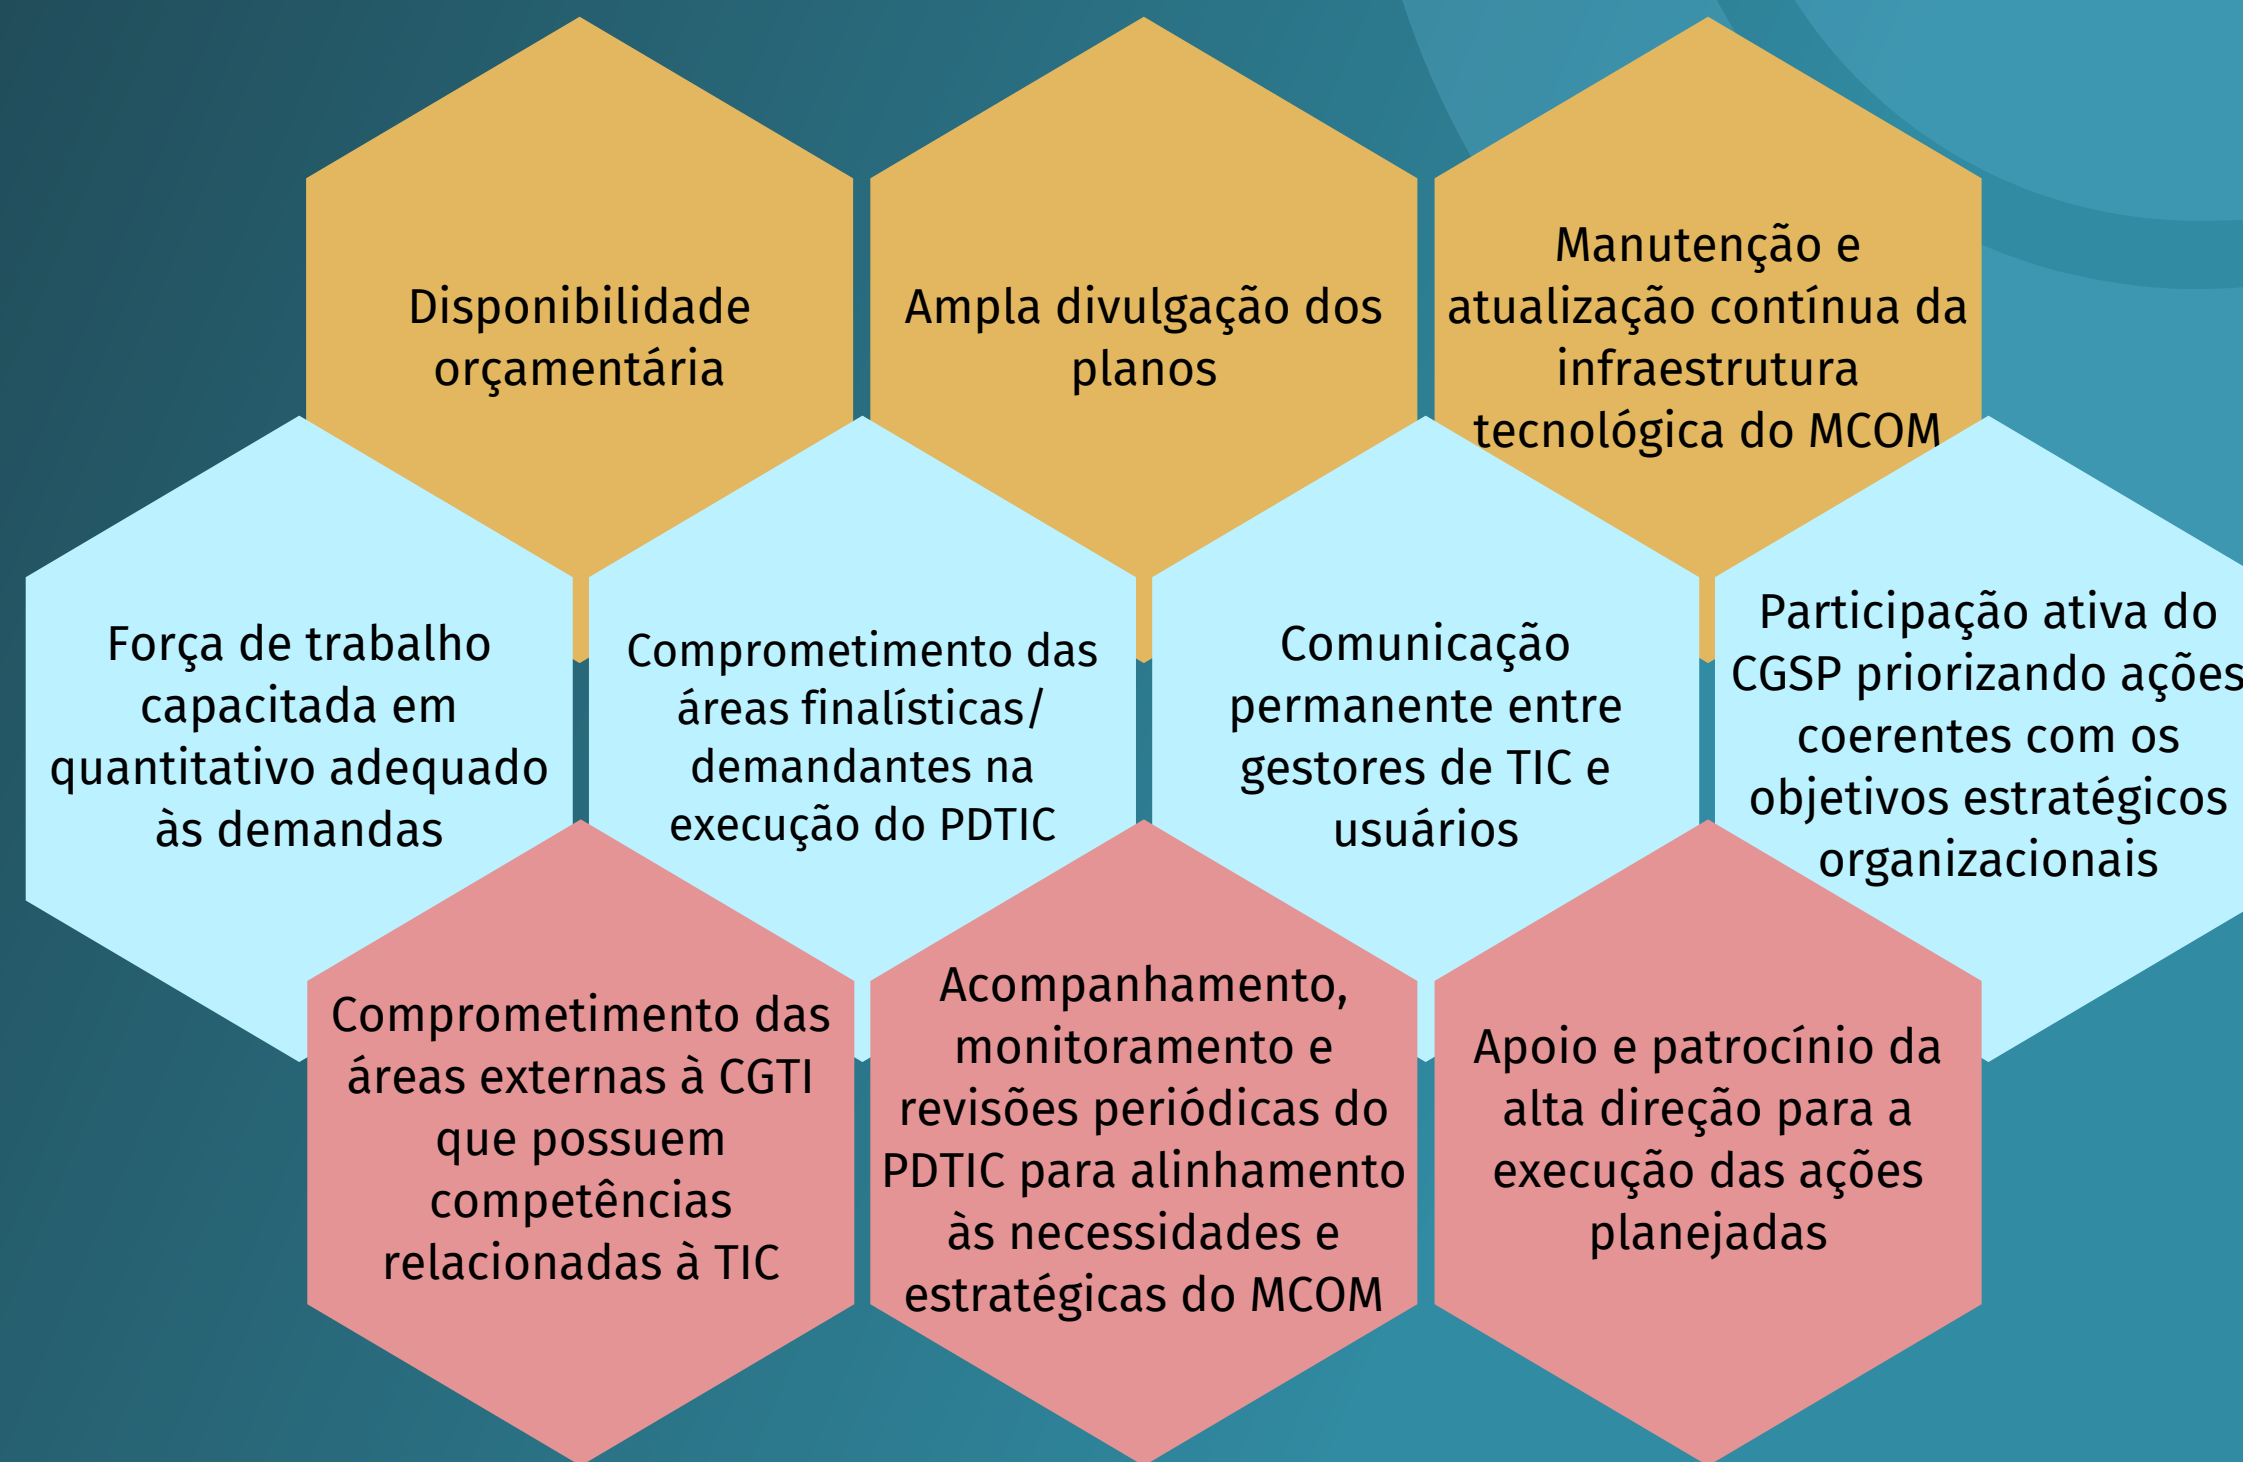 Disponibilidade
orçamentária
Ampla divulgação dos
planos
Manutenção e
atualização contínua da
infraestrutura
tecnológica do MCOM
Força de trabalho
capacitada em
quantitativo adequado
às demandas
Comprometimento das
áreas finalísticas/
demandantes na
execução do PDTIC
Comunicação
permanente entre
gestores de TIC e
usuários
Participação ativa do
CGSP priorizando ações
coerentes com os
objetivos estratégicos
organizacionais
Comprometimento das
áreas externas à CGTI
que possuem
competências
relacionadas à TIC
Acompanhamento,
monitoramento e
revisões periódicas do
PDTIC para alinhamento
às necessidades e
estratégicas do MCOM
Apoio e patrocínio da
alta direção para a
execução das ações
planejadas